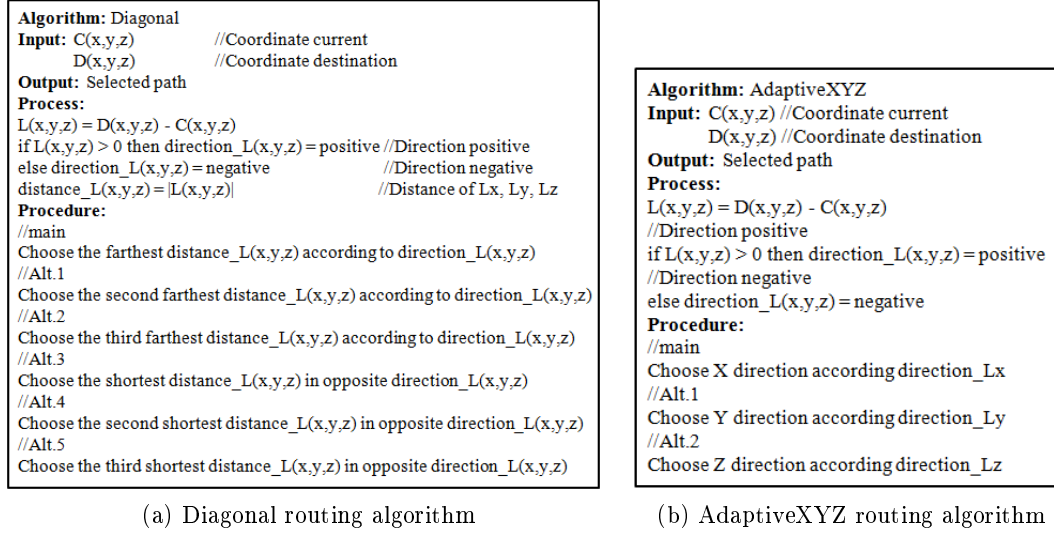 Algorithm: Diagonal
Input: C(x,y,z) //Coordinate current
D(x,y,z) //Coordinate destination
Output: Selected path
Process:
L(x,y,z) = D(x,y,z) - C(x,y,z)
if L(x,y,z) > 0 then direction_L(x,y,z) = positive //Direction positive
else direction_L(x,y,z) = negative //Direction negative
distance_L(x,y,z) = |L(x,y,z)| //Distance of Lx, Ly, Lz
Procedure:
//main
Choose the farthest distance_L(x,y,z) according to direction_L(x,y,z)
//Alt.1
Choose the second farthest distance_L(x,y,z) according to direction_L(x,y,z)
//Alt.2
Choose the third farthest distance_L(x,y,z) according to direction_L(x,y,z)
//Alt.3
Choose the shortest distance_L(x,y,z) in opposite direction_L(x,y,z)
//Alt.4
Choose the second shortest distance_L(x,y,z) in opposite direction_L(x,y,z)
//Alt.5
Choose the third shortest distance_L(x,y,z) in opposite direction_L(x,y,z)
(a) Diagonal routing algorithm
Algorithm: AdaptiveXYZ
Input: C(x,y,z) //Coordinate current
D(x,y,z) //Coordinate destination
Output: Selected path
Process:
L(x,y,z) = D(x,y,z) - C(x,y,z)
//Direction positive
if L(x,y,z) > 0 then direction_L(x,y,z) = positive
//Direction negative
else direction_L(x,y,z) = negative
Procedure:
//main
Choose X direction according direction_Lx
//Alt.1
Choose Y direction according direction_Ly
//Alt.2
Choose Z direction according direction_Lz
(b) AdaptiveXYZ routing algorithm